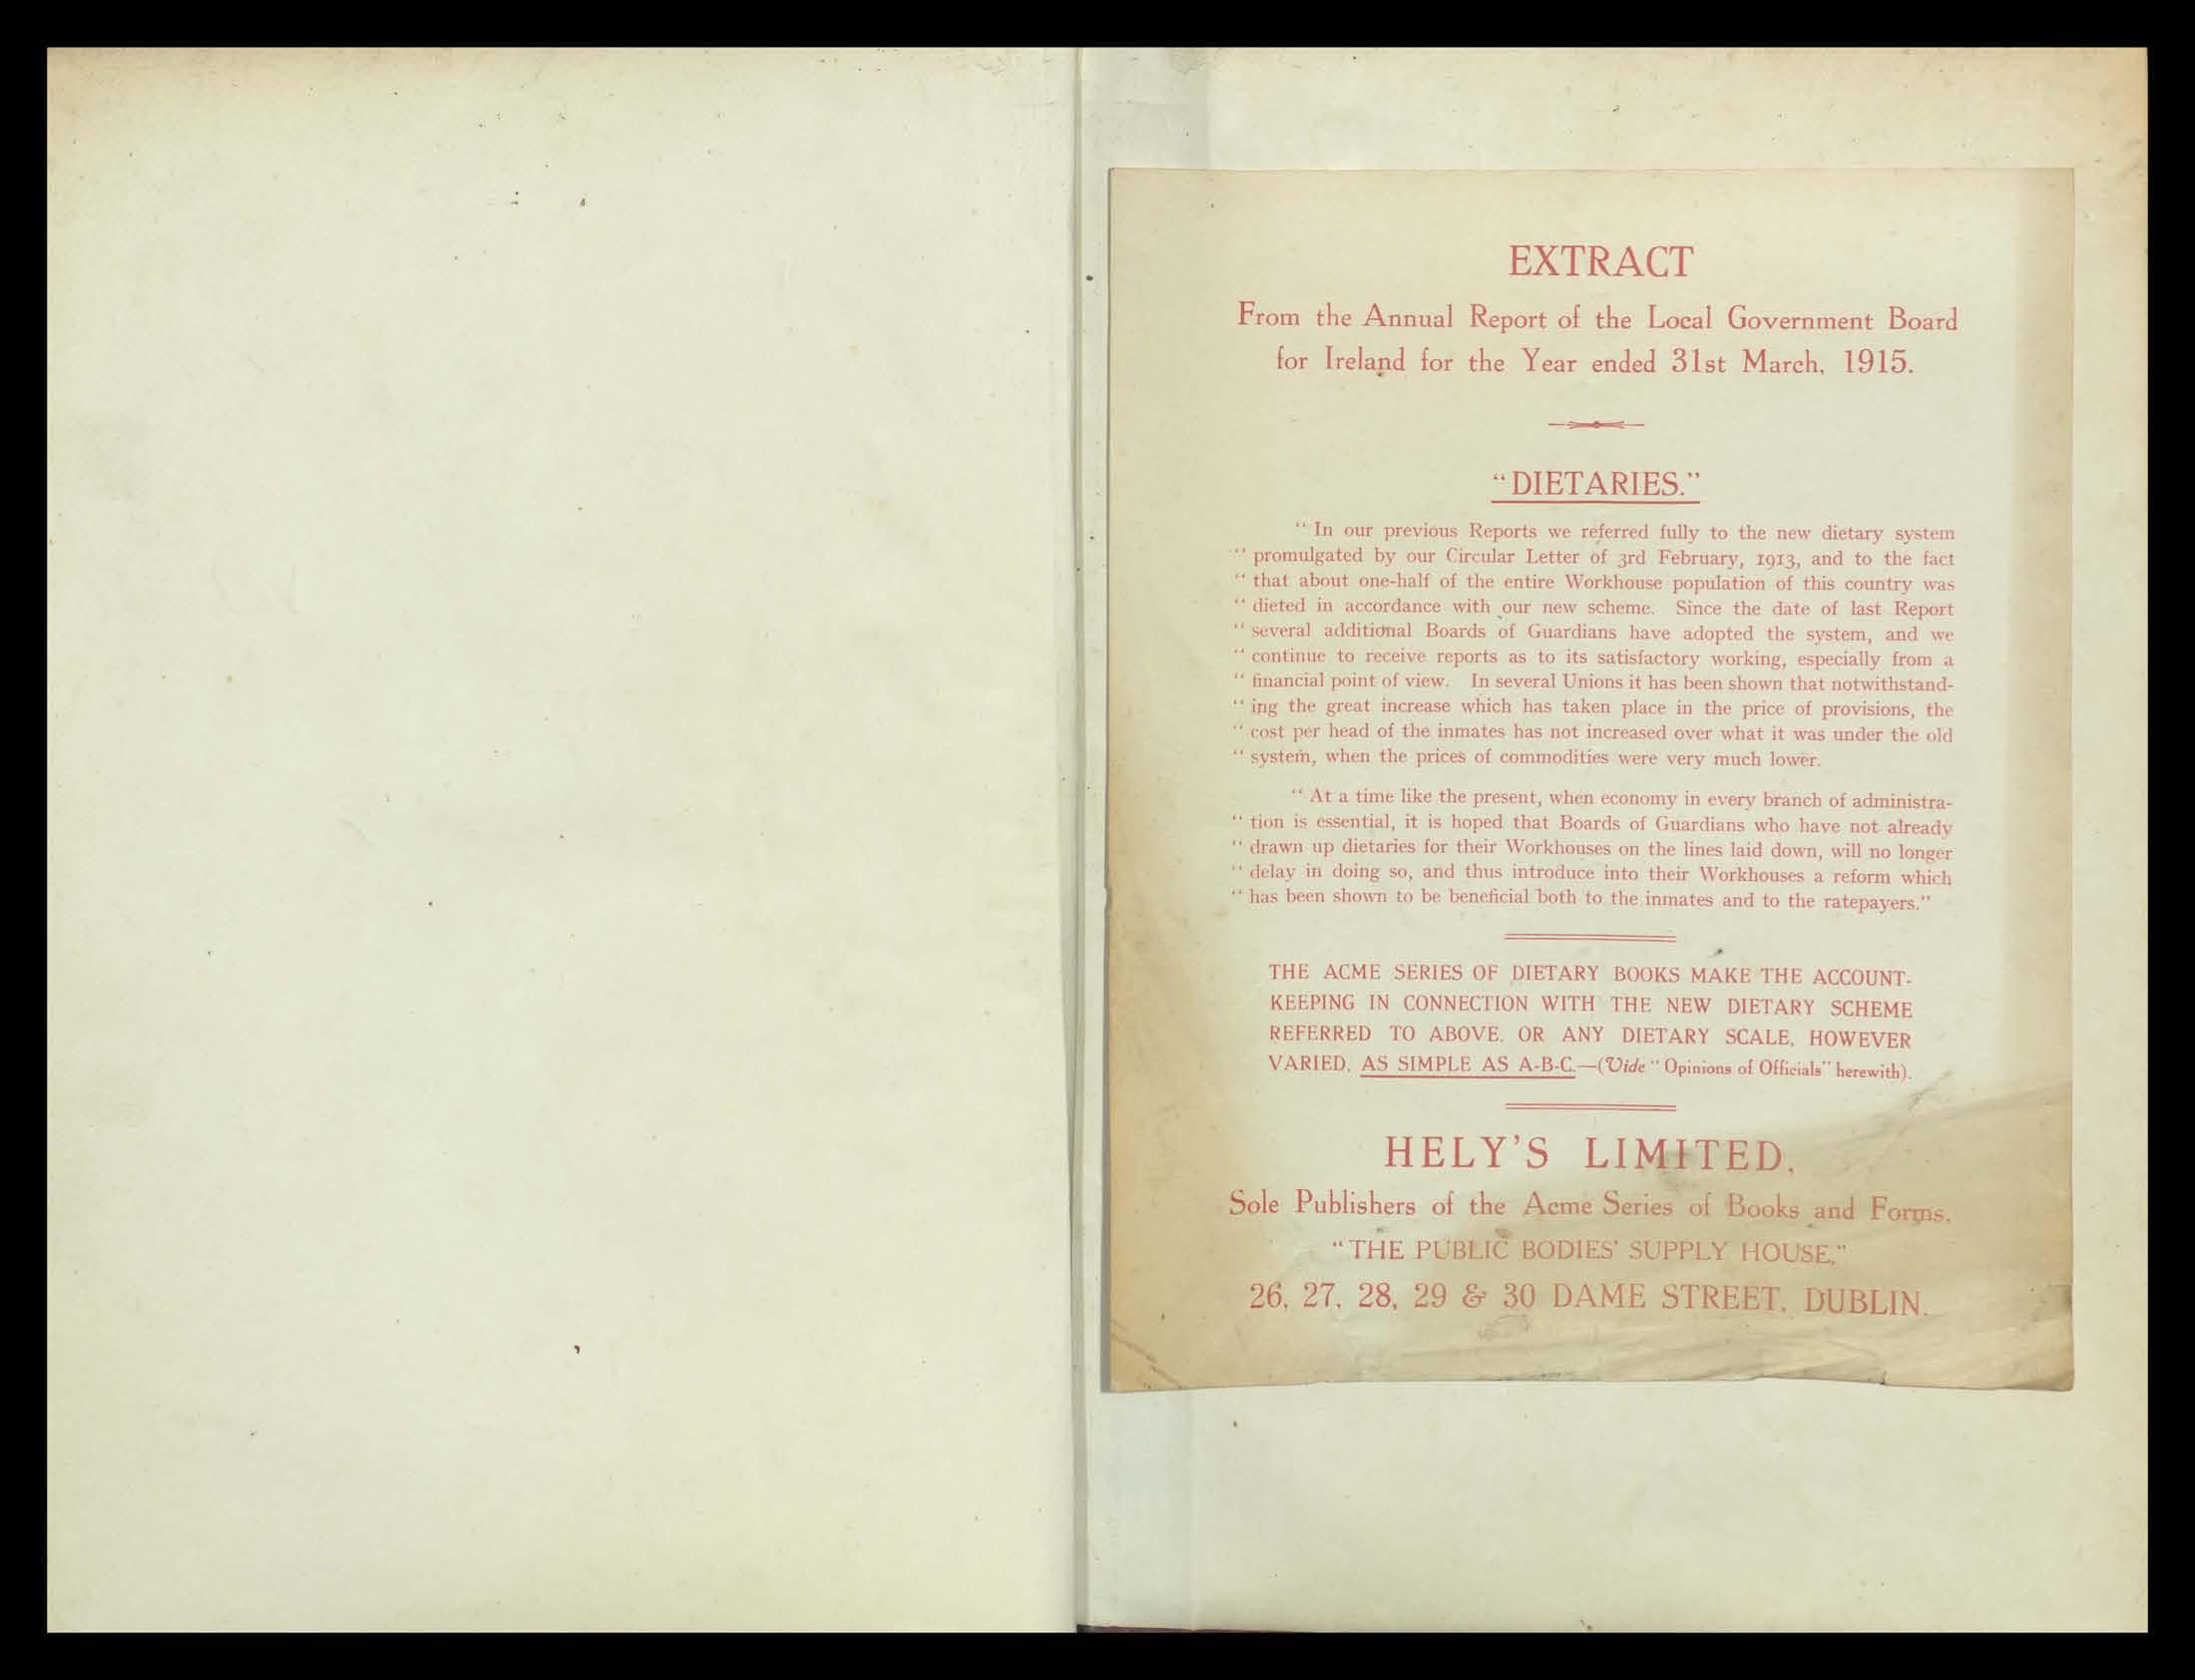 EXTRACT
From the Annual Report of the Local Government Board
for Ireland for the Year ended 31st March, 1915.
"DIETARIES."
" In our previous Reports we referred fully to the new dietary system
" promulgated by our Circular Letter of 3rd February, 1913, and to the fact
" that about one-half of the entire Workhouse population of this country was
" dieted in accordance with our new scheme. Since the date of last Report
" several additional Boards of Guardians have adopted the system, and we
" continue to receive reports as to its satisfactory working, especially from a
" financial point of view. In several Unions it has been shown that notwithstand-
" ing the great increase which has taken place in the price of provisions, the
" cost per head of the inmates has not increased over what it was under the old
" system, when the prices of commodities were very much lower.
" At a time like the present, when economy in every branch of administra-
" tion is essential, it is hoped that Boards of Guardians who have not already
" drawn up dietaries for their Workhouses on the lines laid down, will no longer
" delay in doing so, and thus introduce into their Workhouses a reform which
" has been shown to be beneficial both to the inmates and to the ratepayers."
THE ACME SERIES OF DIETARY BOOKS MAKE THE ACCOUNT-
KEEPING IN CONNECTION WITH THE NEW DIETARY SCHEME
REFERRED TO ABOVE, OR ANY DIETARY SCALE, HOWEVER
VARIED, AS SIMPLE AS A-B-C.—(Vide "Opinions of Officials" herewith).
HELY'S LIMITED,
Sole Publishers of the Acme Series of Books and Forms,
"THE PUBLIC BODIES' SUPPLY HOUSE,"
26, 27, 28, 29 & 30 DAME STREET, DUBLIN.